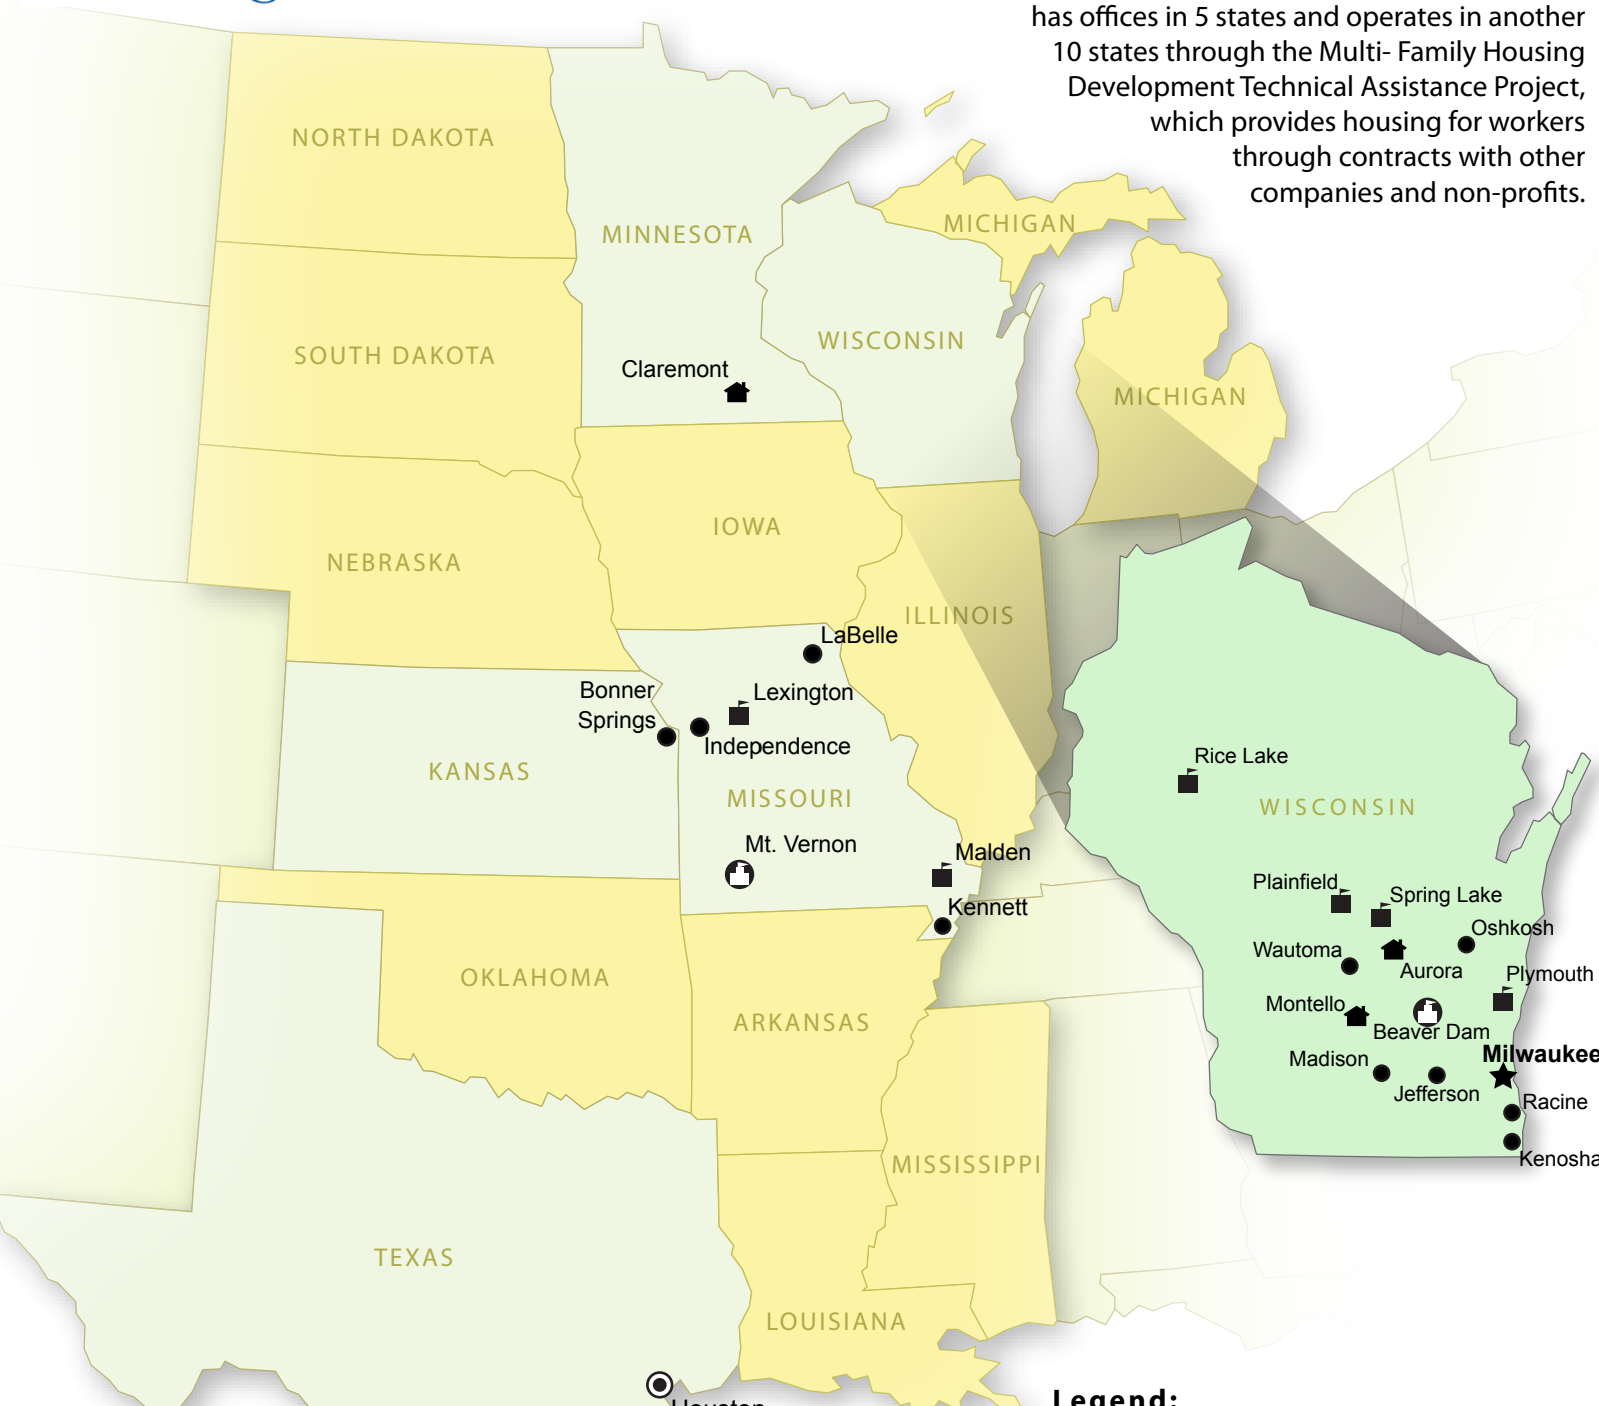 has offices in 5 states and operates in another
10 states through the Multi- Family Housing
Development Technical Assistance Project,
which provides housing for workers
through contracts with other
companies and non-profits.
NORTH DAKOTA
MINNESOTA
MICHIGAN
SOUTH DAKOTA
WISCONSIN
Claremont
MICHIGAN
IOWA
NEBRASKA
ILLINOIS
LaBelle
Bonner
Springs
Lexington
Independence
KANSAS
MISSOURI
Rice Lake
WISCONSIN
Mt. Vernon
Malden
Kennett
Plainfield
Spring Lake
Oshkosh
Wautoma
Aurora
Plymouth
OKLAHOMA
ARKANSAS
Montello
Beaver Dam
Madison
Milwaukee
Jefferson
Racine
Kenosha
MISSISSIPPI
TEXAS
LOUISIANA
Houston
Legend: